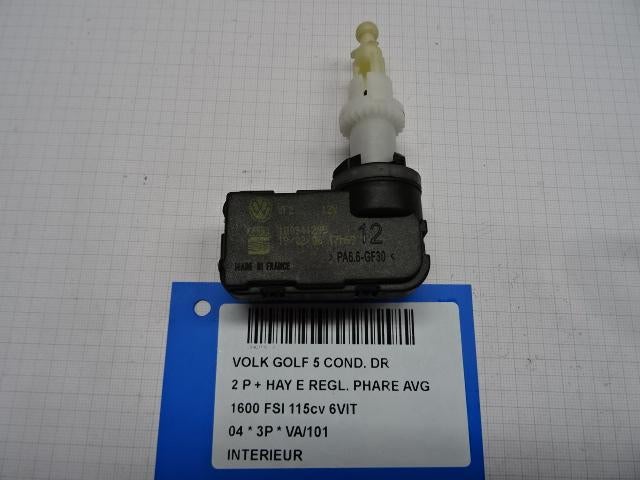 12V
12
> PA6.6-GF30 <
MADE IN FRANCE
VOLK GOLF 5 COND. DR
2 P + HAY E REGL. PHARE AVG
1600 FSI 115cv 6VIT
04 * 3P * VA/101
INTERIEUR